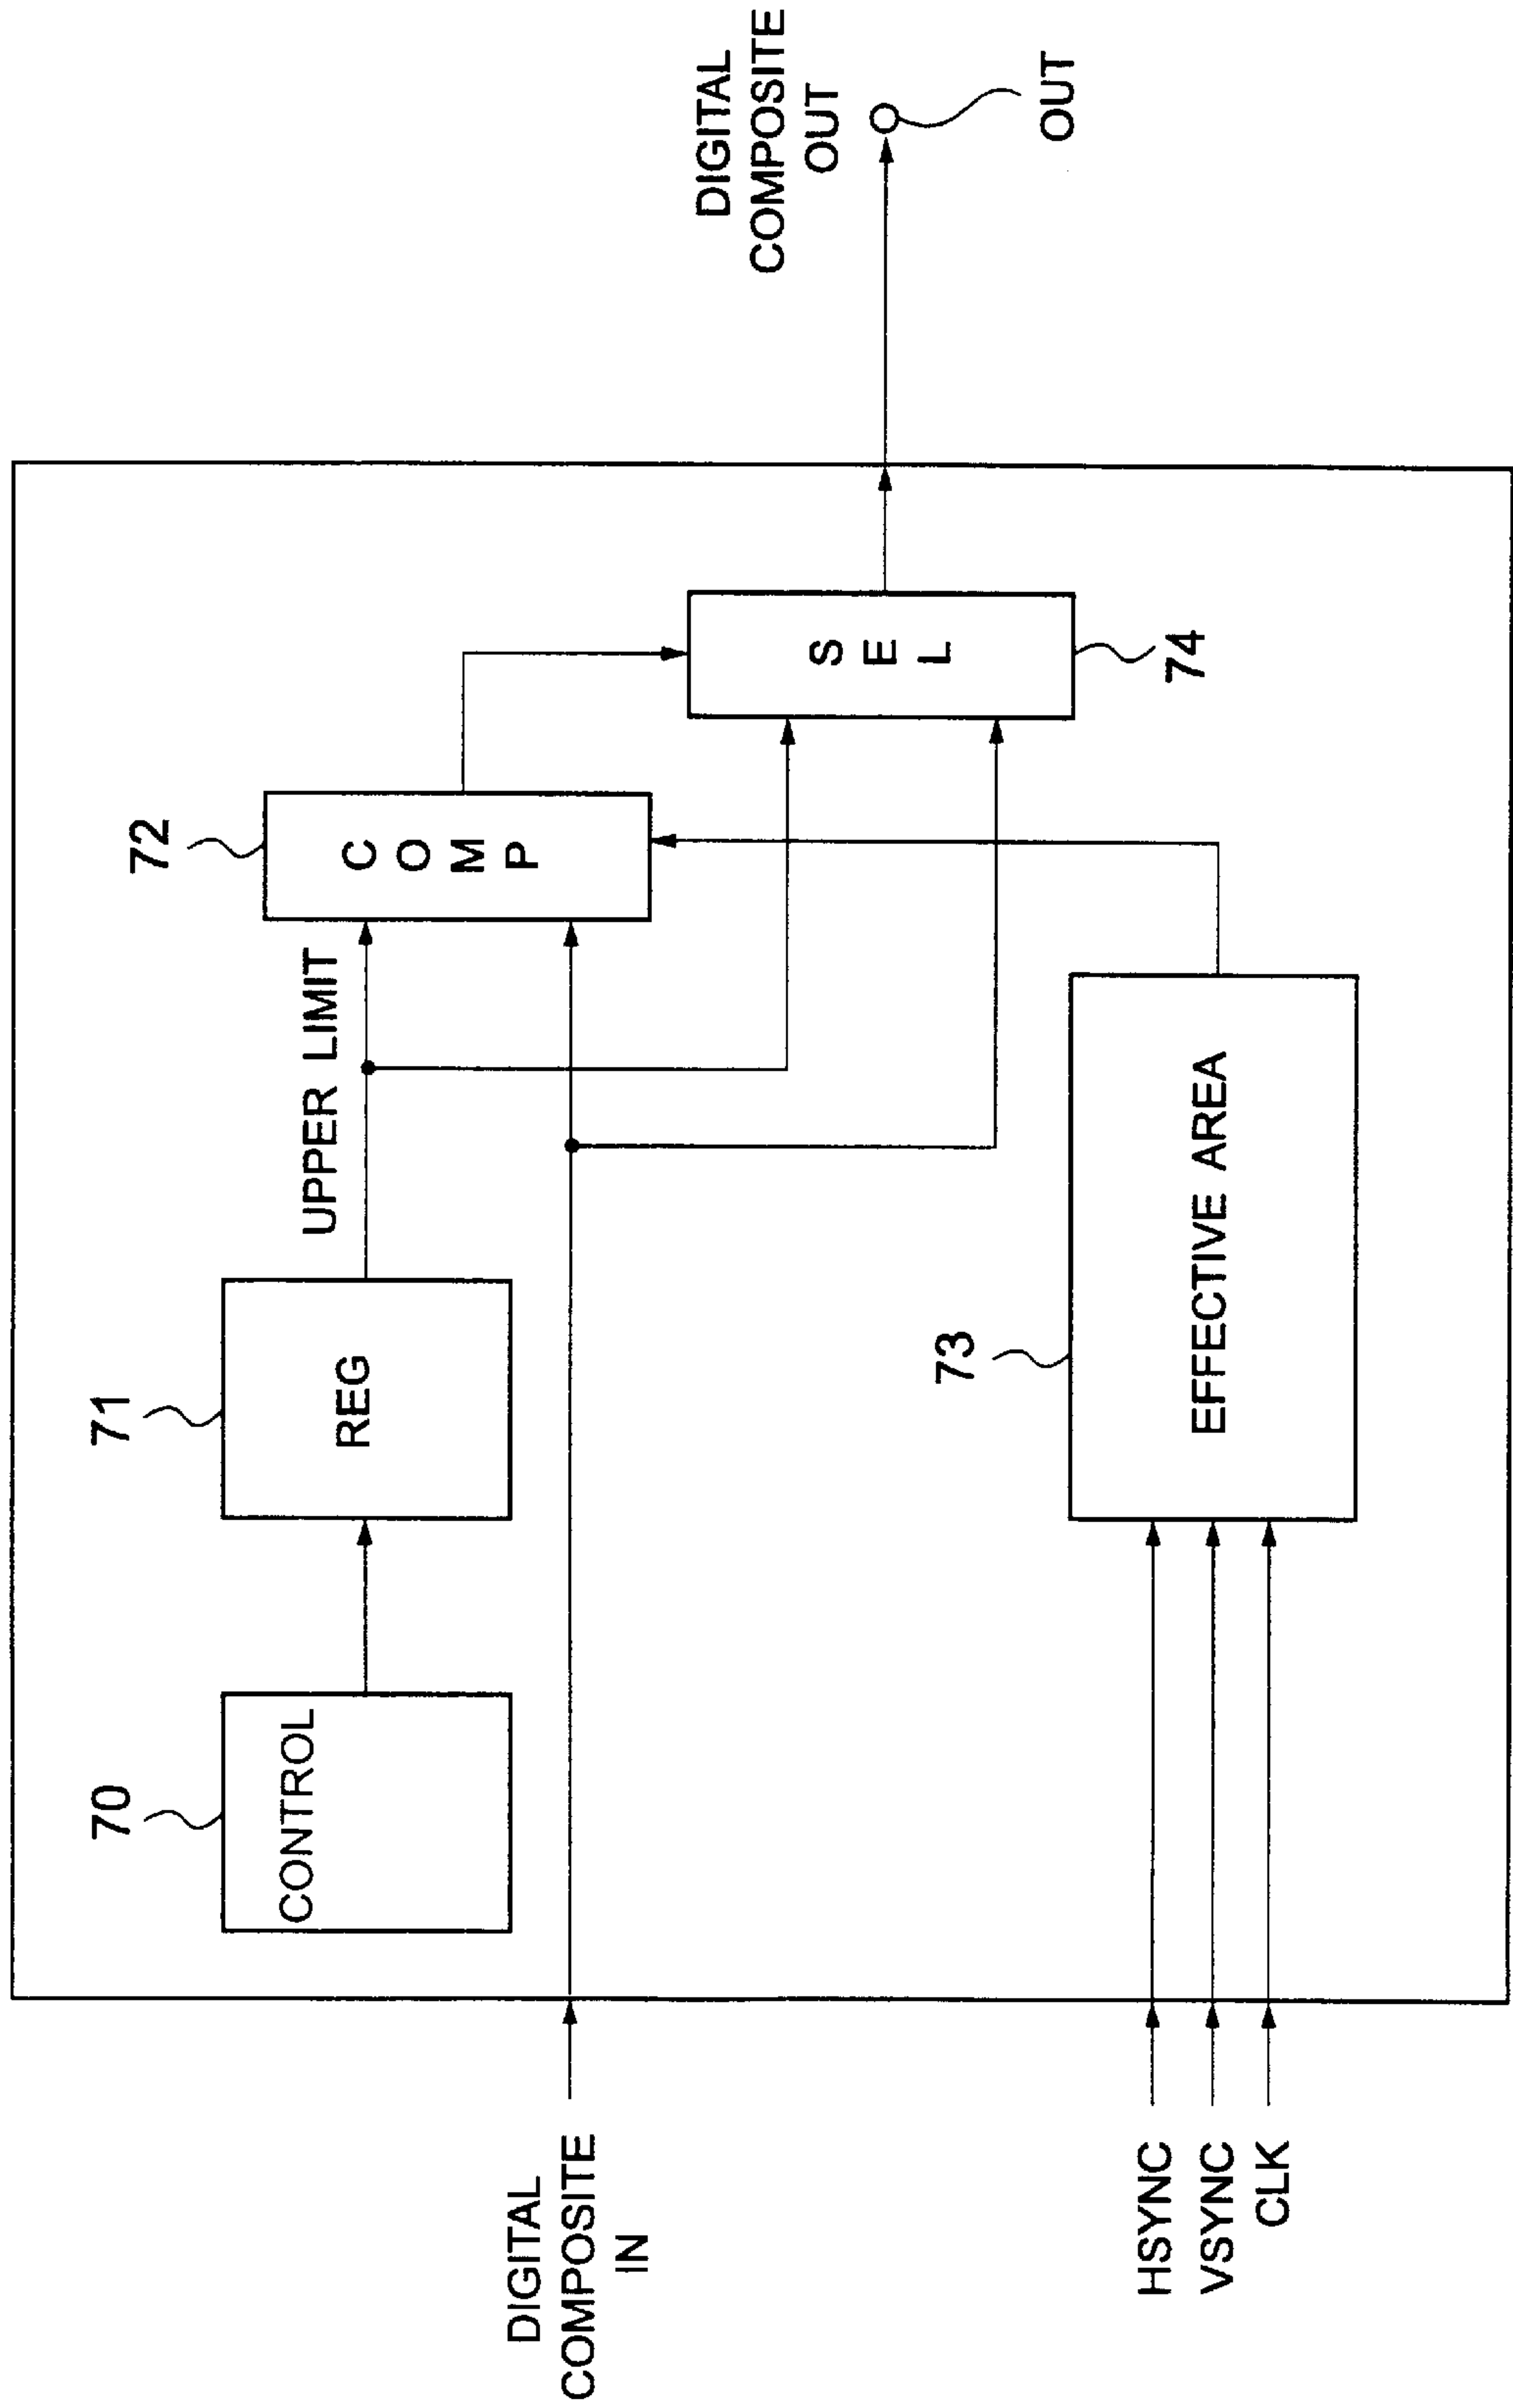 70
CONTROL
71
REG
UPPER LIMIT
72
C
O
M
P
DIGITAL
COMPOSITE
IN
S
E
L
74
DIGITAL
COMPOSITE
OUT
OUT
73
EFFECTIVE AREA
HSYNC
VSYNC
CLK